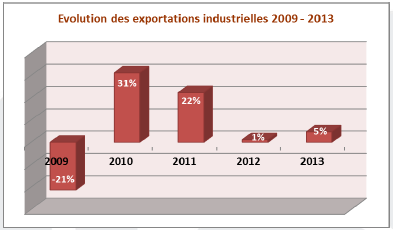 Evolution des exportations industrielles 2009 - 2013
31%
22%
1%
5%
2009 2010 2011 2012 2013
-21%